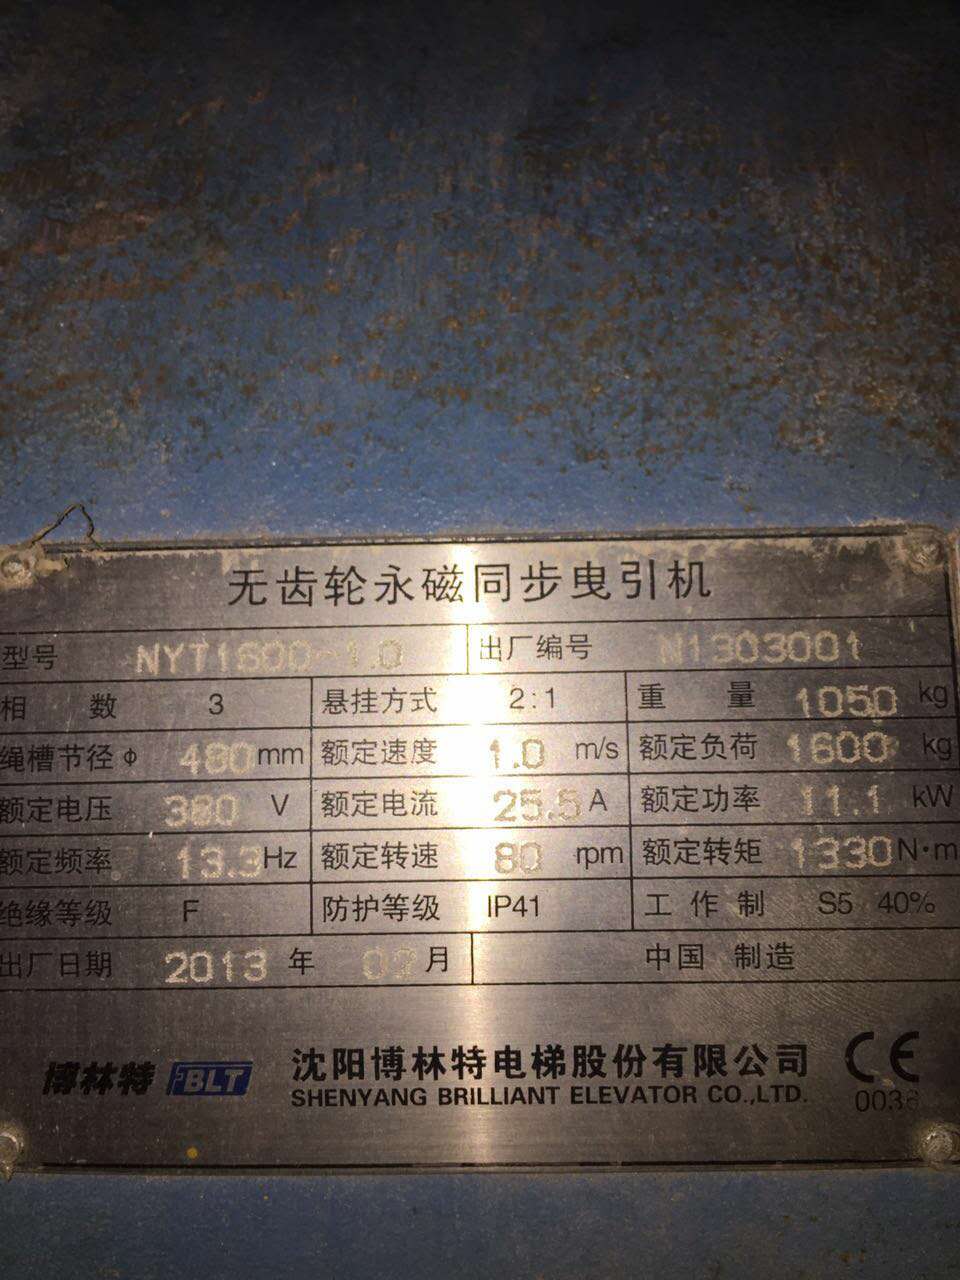 无齿轮永磁同步曳引机
型号 NYT1600-1.0 出厂编号 N1303001
相数 3 悬挂方式 2:1 重量 1050 kg
绳槽节径φ 480 mm 额定速度 1.0 m/s 额定负荷 1600 kg
额定电压 380 V 额定电流 25.5 A 额定功率 11.1 kW
额定频率 13.3 Hz 额定转速 80 rpm 额定转矩 1330 N·m
绝缘等级 F 防护等级 IP41 工作制 S5 40%
出厂日期 2013 年 月 中国 制造
博林特 BLT 沈阳博林特电梯股份有限公司 CE
SHENYANG BRILLIANT ELEVATOR CO.,LTD.